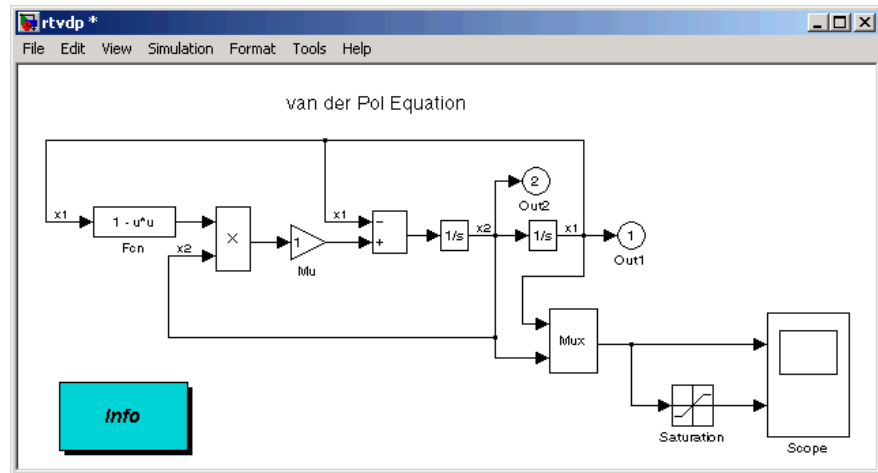 rtvdp *
File Edit View Simulation Format Tools Help
van der Pol Equation
x1
1 - u*u
Fcn
x2
×
1
Mu
x1
−
+
1/s
x2
2
Out2
1/s
x1
1
Out1
Mux
Saturation
Scope
Info